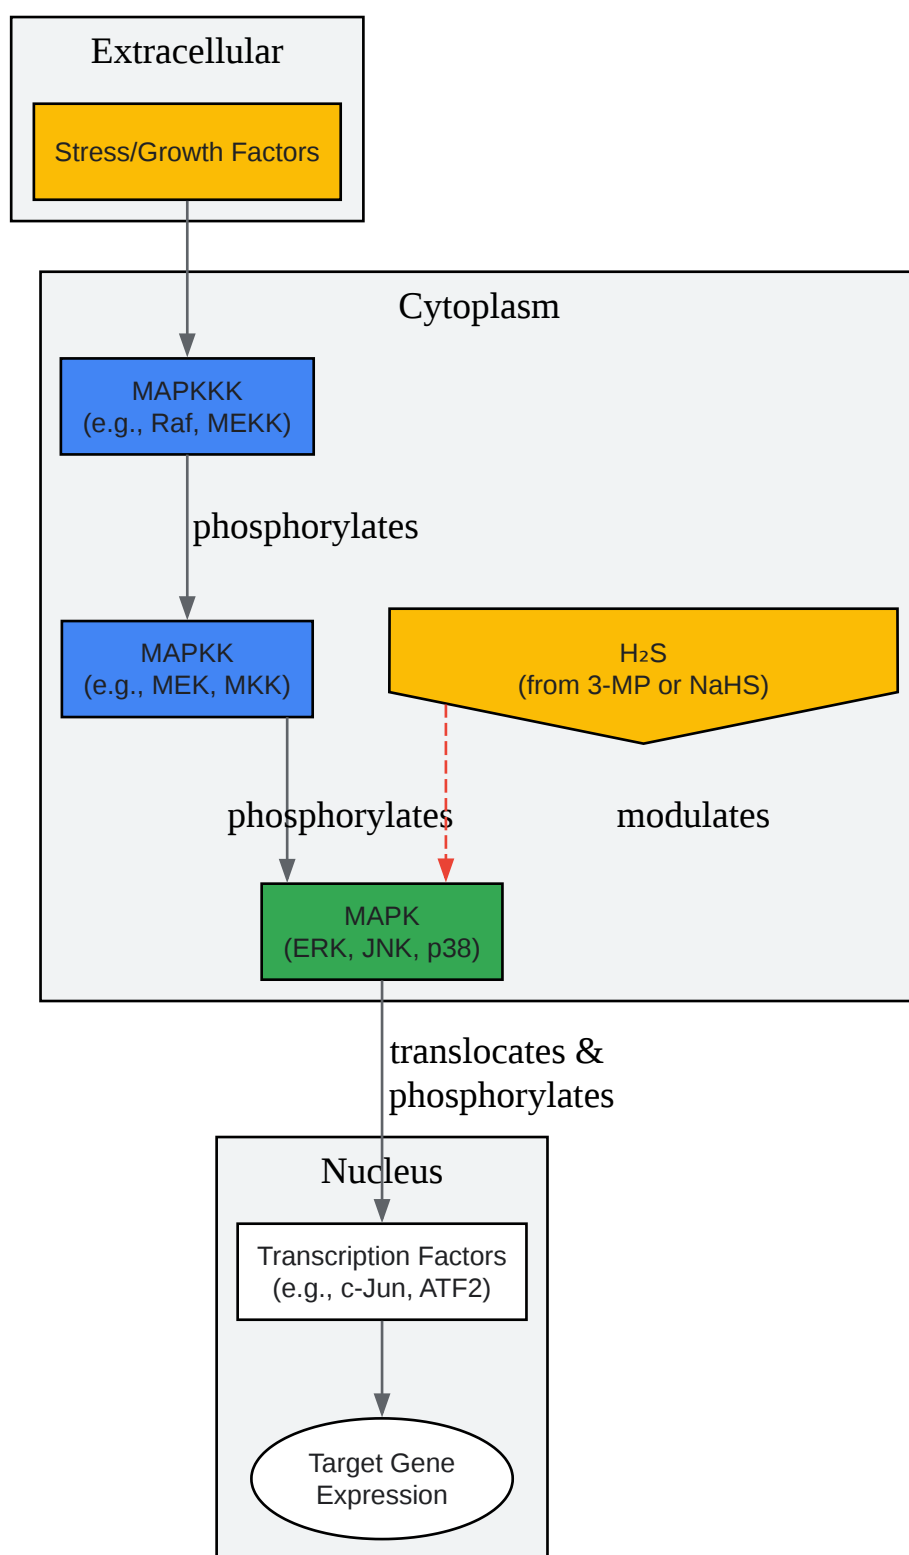 Extracellular
Stress/Growth Factors
Cytoplasm
MAPKKK
(e.g., Raf, MEKK)
phosphorylates
MAPKK
(e.g., MEK, MKK)
H₂S
(from 3-MP or NaHS)
phosphorylates
modulates
MAPK
(ERK, JNK, p38)
translocates &
phosphorylates
Nucleus
Transcription Factors
(e.g., c-Jun, ATF2)
Target Gene
Expression